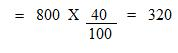 = 800 X 40/100 = 320